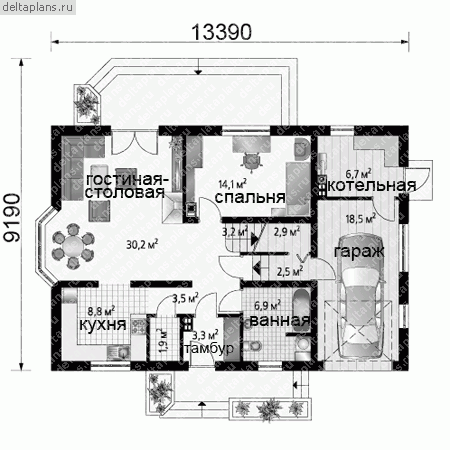 deltaplans.ru
13390
9190
гостиная-
столовая
30,2 м²
14,1 м²
спальня
6,7 м²
котельная
18,5 м²
гараж
3,2 м²
2,9 м²
2,5 м²
3,5 м²
8,8 м²
кухня
1,9 м²
3,3 м²
тамбур
6,9 м²
ванная